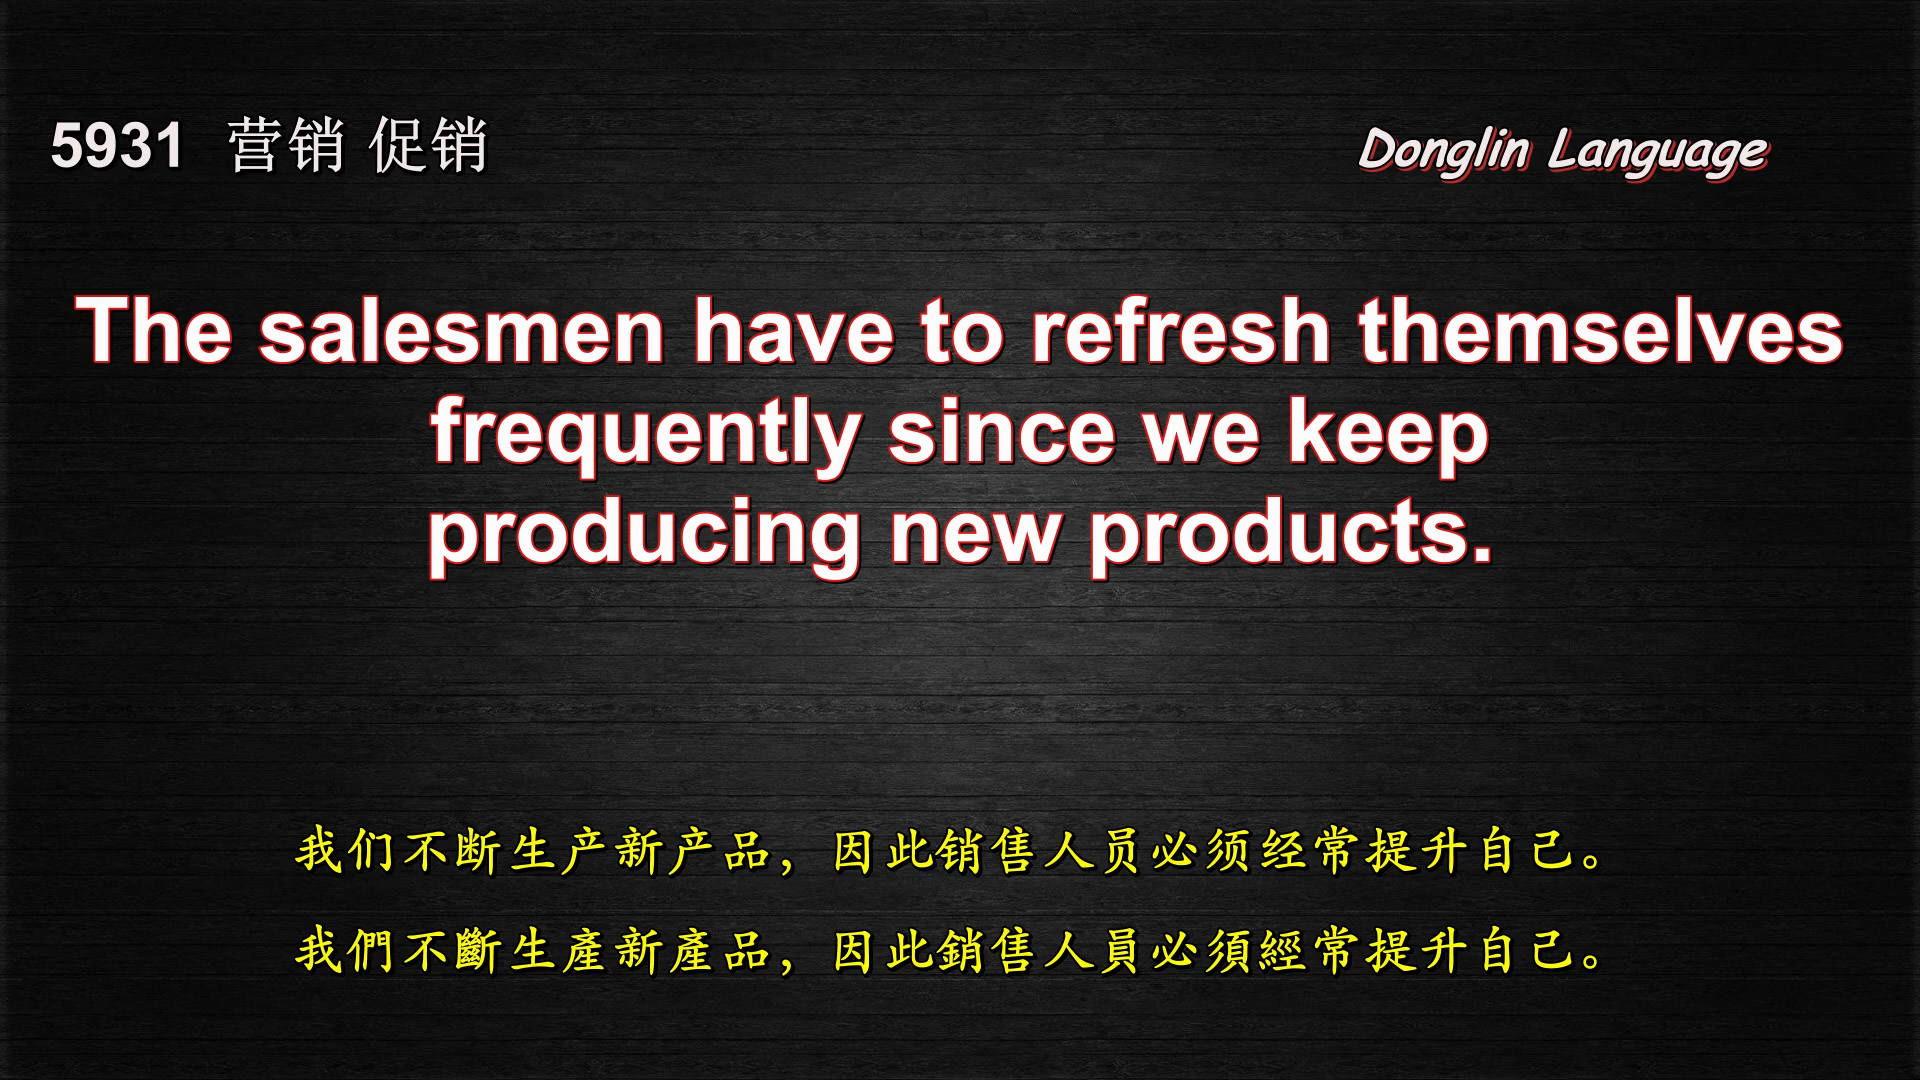 5931 营销 促销
Donglin Language
The salesmen have to refresh themselves
frequently since we keep
producing new products.
我们不断生产新产品，因此销售人员必须经常提升自己。
我們不斷生產新產品，因此銷售人員必須經常提升自己。